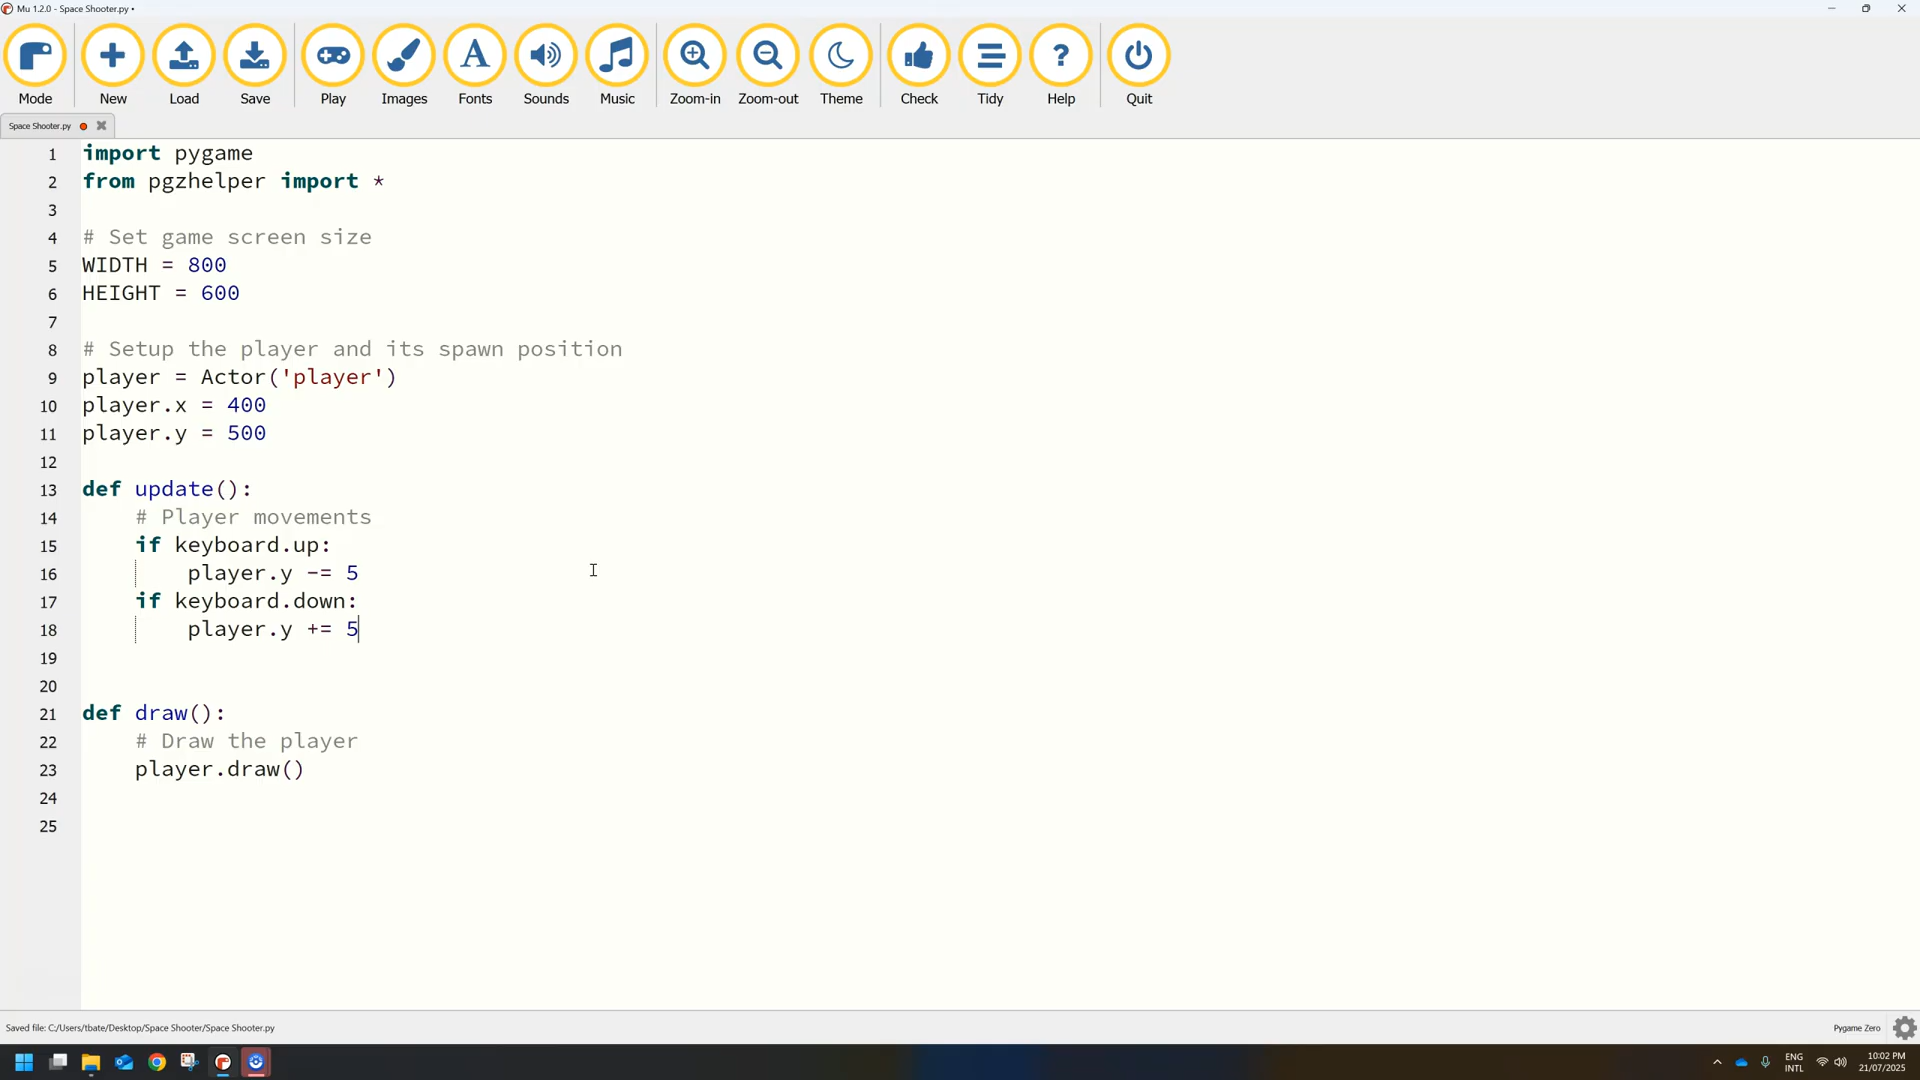 Mu 1.2.0 - Space Shooter.py •
Mode New Load Save Play Images Fonts Sounds Music Zoom-in Zoom-out Theme Check Tidy Help Quit
Space Shooter.py
1 import pygame
2 from pgzhelper import *
3
4 # Set game screen size
5 WIDTH = 800
6 HEIGHT = 600
7
8 # Setup the player and its spawn position
9 player = Actor('player')
10 player.x = 400
11 player.y = 500
12
13 def update():
14 # Player movements
15 if keyboard.up:
16 player.y -= 5
17 if keyboard.down:
18 player.y += 5
19
20
21 def draw():
22 # Draw the player
23 player.draw()
24
25
Saved file: C:/Users/tbate/Desktop/Space Shooter/Space Shooter.py
Pygame Zero
ENG
INTL
10:02 PM
21/07/2025